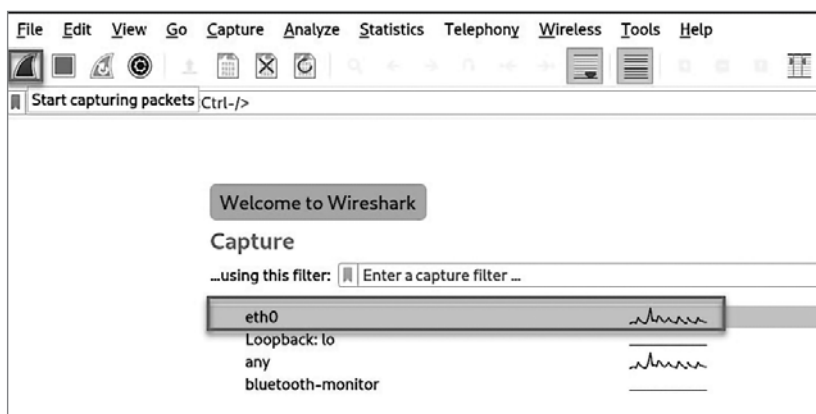 File Edit View Go Capture Analyze Statistics Telephony Wireless Tools Help
Start capturing packets Ctrl-/>
Welcome to Wireshark
Capture
...using this filter: Enter a capture filter ...
eth0
Loopback: lo
any
bluetooth-monitor